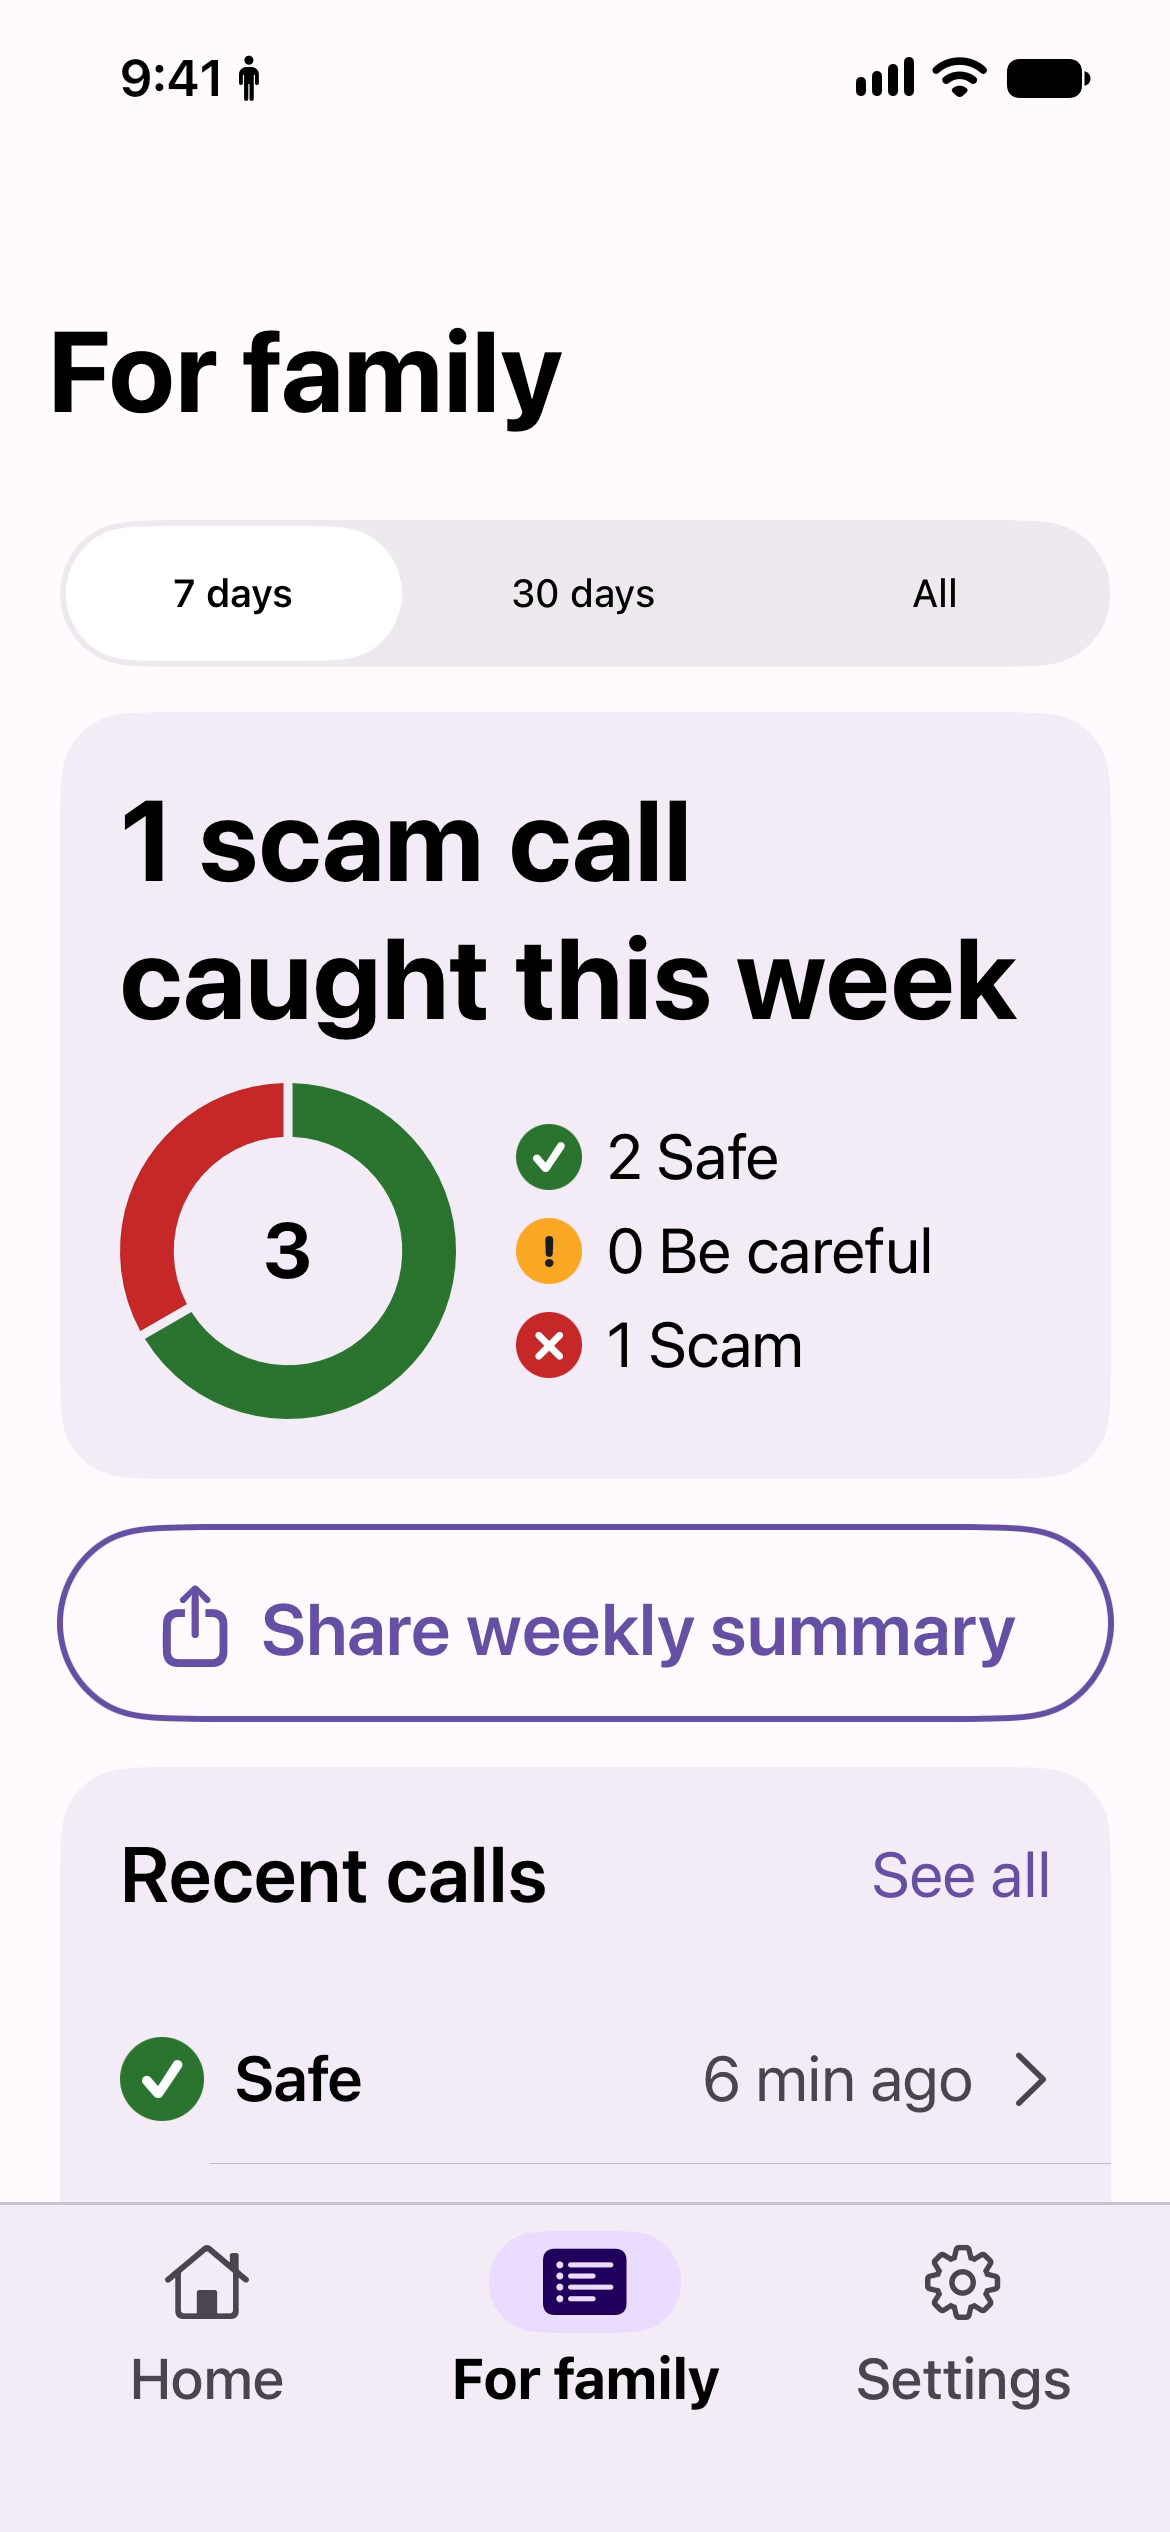 9:41
For family
7 days
30 days
All
1 scam call
caught this week
3
2 Safe
0 Be careful
1 Scam
Share weekly summary
Recent calls
See all
Safe
6 min ago
Home
For family
Settings